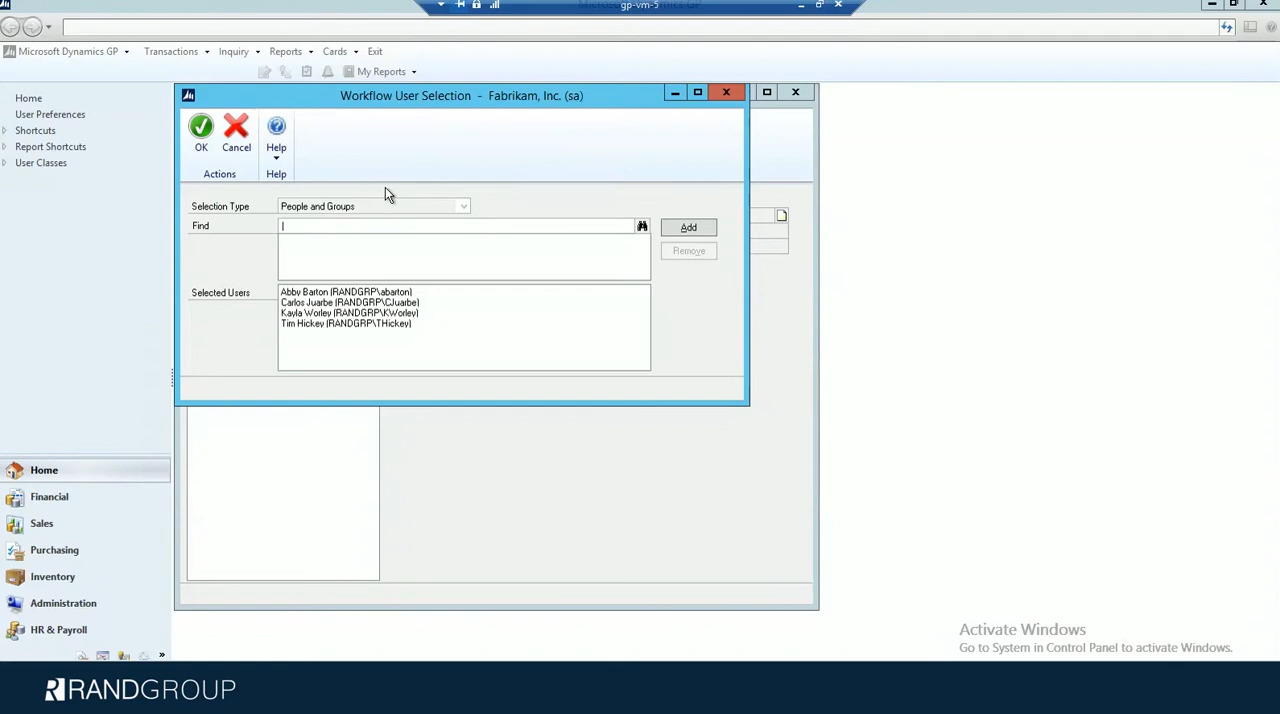 gp-vm-5
Microsoft Dynamics GP
Transactions
Inquiry
Reports
Cards
Exit
My Reports
Home
User Preferences
Shortcuts
Report Shortcuts
User Classes
Workflow User Selection - Fabrikam, Inc. (sa)
OK
Cancel
Help
Actions
Help
Selection Type
People and Groups
Find
Add
Remove
Selected Users
Abby Barton (RANDGRP\abarton)
Carlos Juarbe (RANDGRP\CJuarbe)
Kayla Worley (RANDGRP\KWorley)
Tim Hickey (RANDGRP\THickey)
Home
Financial
Sales
Purchasing
Inventory
Administration
HR & Payroll
»
Activate Windows
Go to System in Control Panel to activate Windows.
RANDGROUP